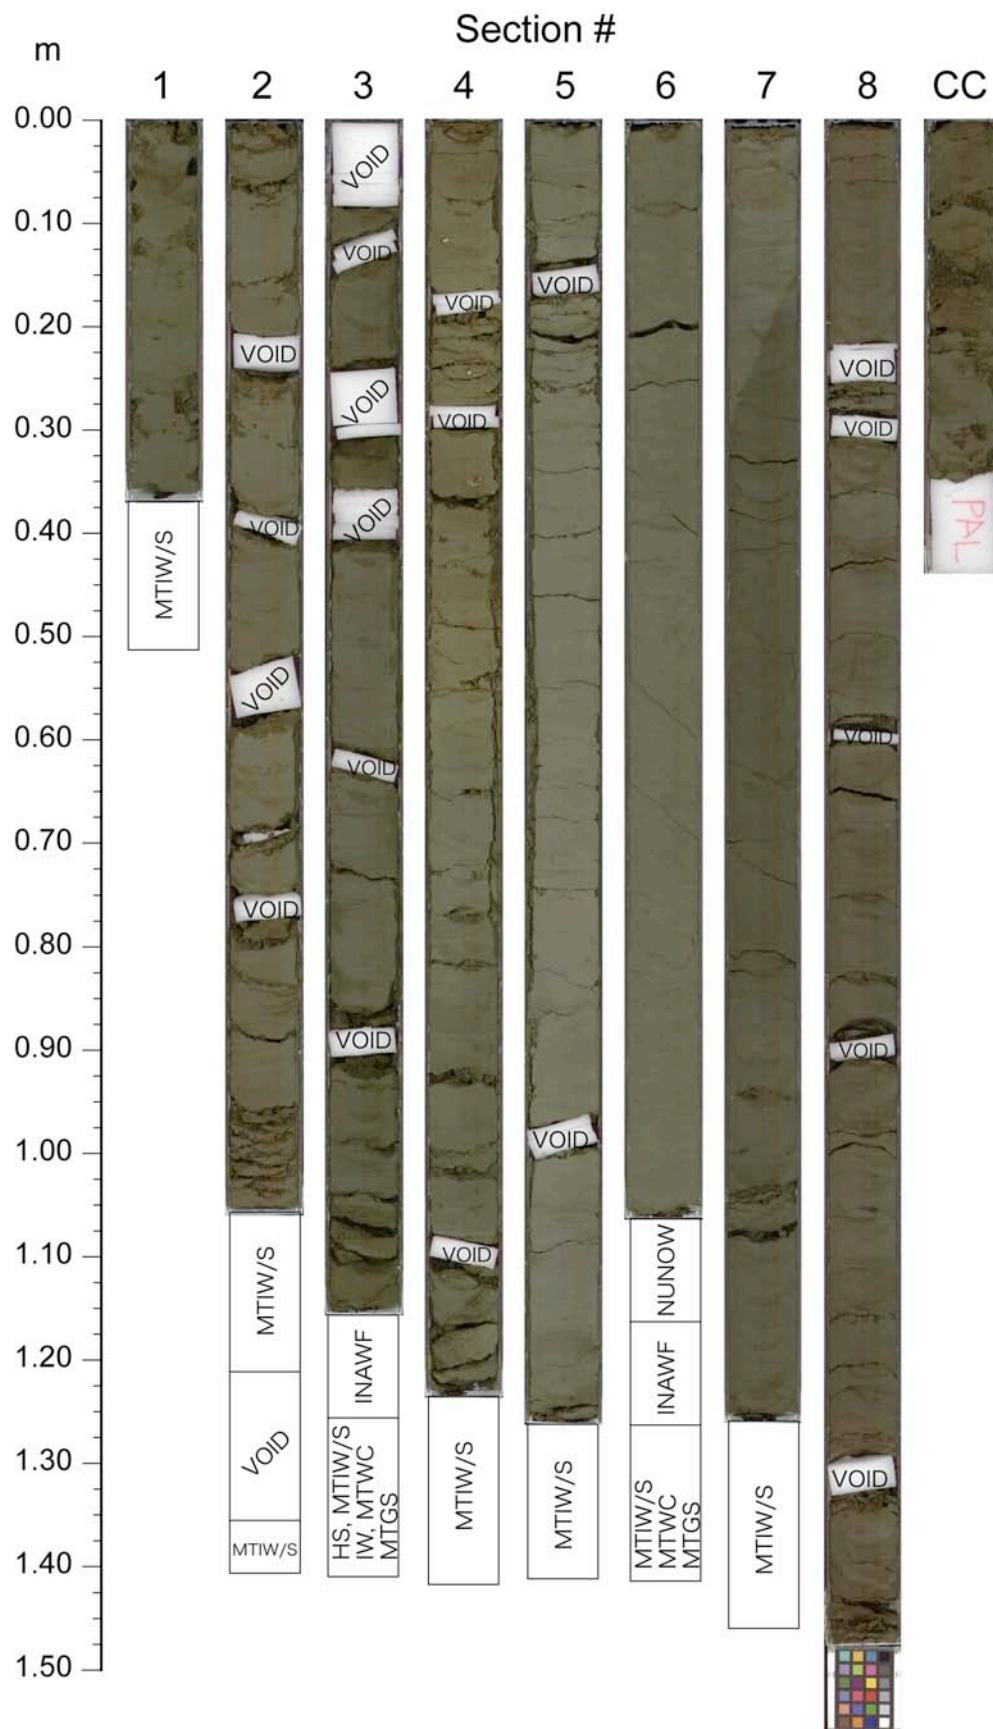 Section #
m
1 2 3 4 5 6 7 8 CC
0.00
0.10
0.20
0.30
0.40
0.50
0.60
0.70
0.80
0.90
1.00
1.10
1.20
1.30
1.40
1.50
MTIW/S
VOID
VOID
VOID
VOID
MTIW/S
VOID
MTIW/S
VOID
VOID
VOID
VOID
VOID
VOID
INAWF
HS, MTIW/S
IW, MTWC
MTGS
VOID
VOID
VOID
MTIW/S
VOID
VOID
MTIW/S
NUNOW
INAWF
MTIW/S
MTWC
MTGS
MTIW/S
VOID
VOID
VOID
VOID
VOID
PAL